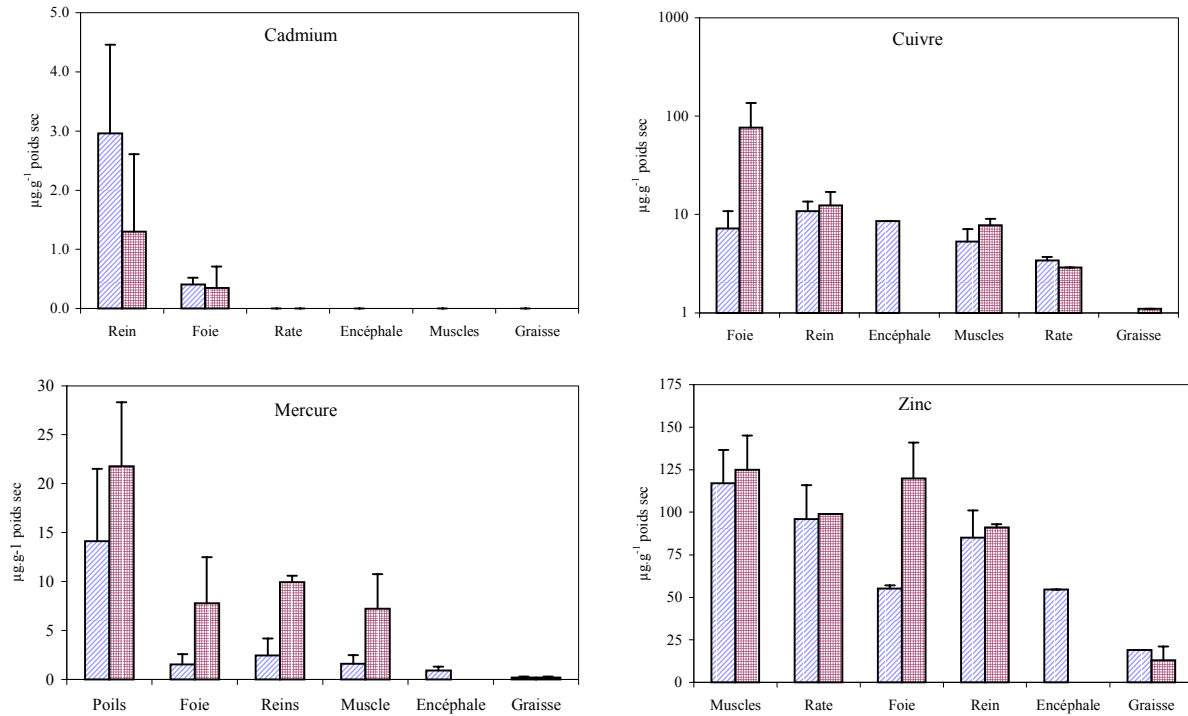 Cadmium
µg.g-1 poids sec
5.0
4.0
3.0
2.0
1.0
0.0
Rein Foie Rate Encéphale Muscles Graisse
Cuivre
µg.g-1 poids sec
1000
100
10
1
Foie Rein Encéphale Muscles Rate Graisse
Mercure
µg.g-1 poids sec
30
25
20
15
10
5
0
Poils Foie Reins Muscle Encéphale Graisse
Zinc
µg.g-1 poids sec
175
150
125
100
75
50
25
0
Muscles Rate Foie Rein Encéphale Graisse